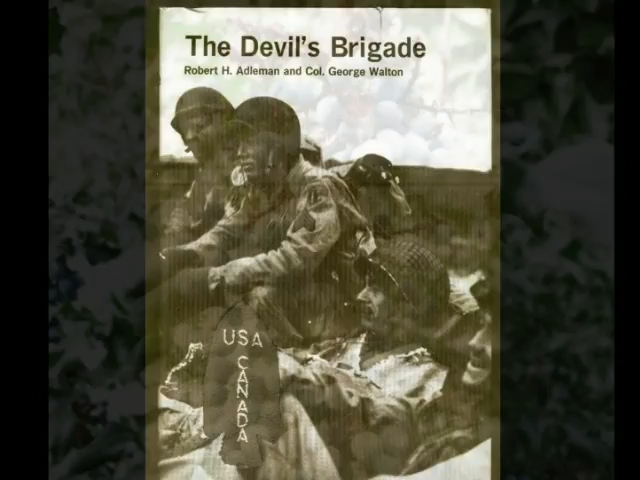 The Devil's Brigade
Robert H. Adleman and Col. George Walton
USA
CANADA